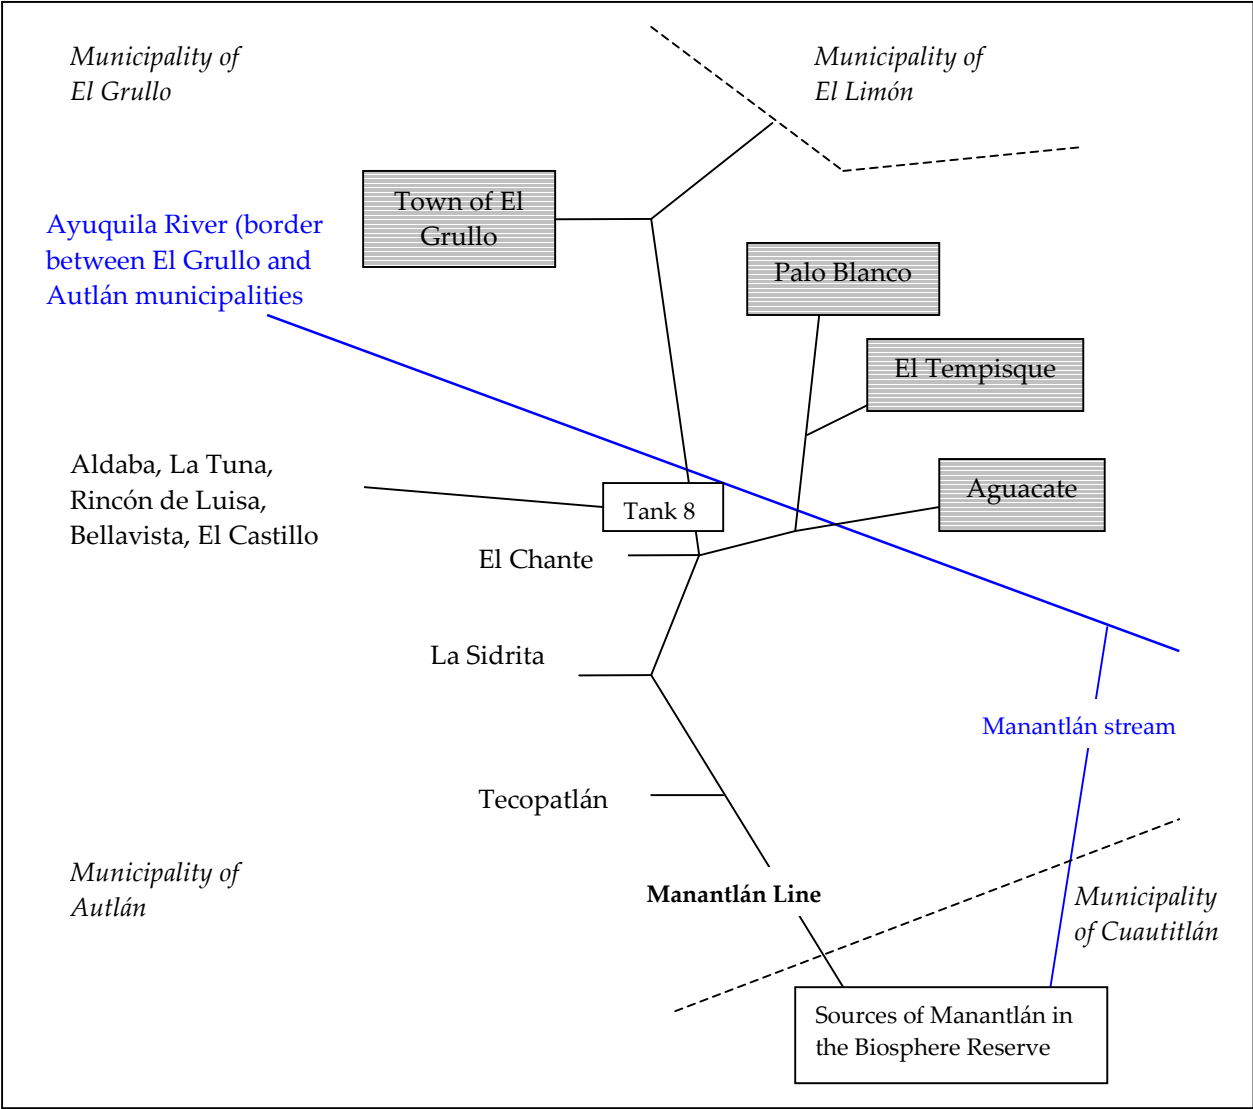 Municipality of
El Grullo
Municipality of
El Limón
Town of El
Grullo
Ayuquila River (border
between El Grullo and
Autlán municipalities
Palo Blanco
El Tempisque
Aldaba, La Tuna,
Rincón de Luisa,
Bellavista, El Castillo
Tank 8
Aguacate
El Chante
La Sidrita
Manantlán stream
Tecopatlán
Municipality of
Autlán
Manantlán Line
Municipality
of Cuautitlán
Sources of Manantlán in
the Biosphere Reserve